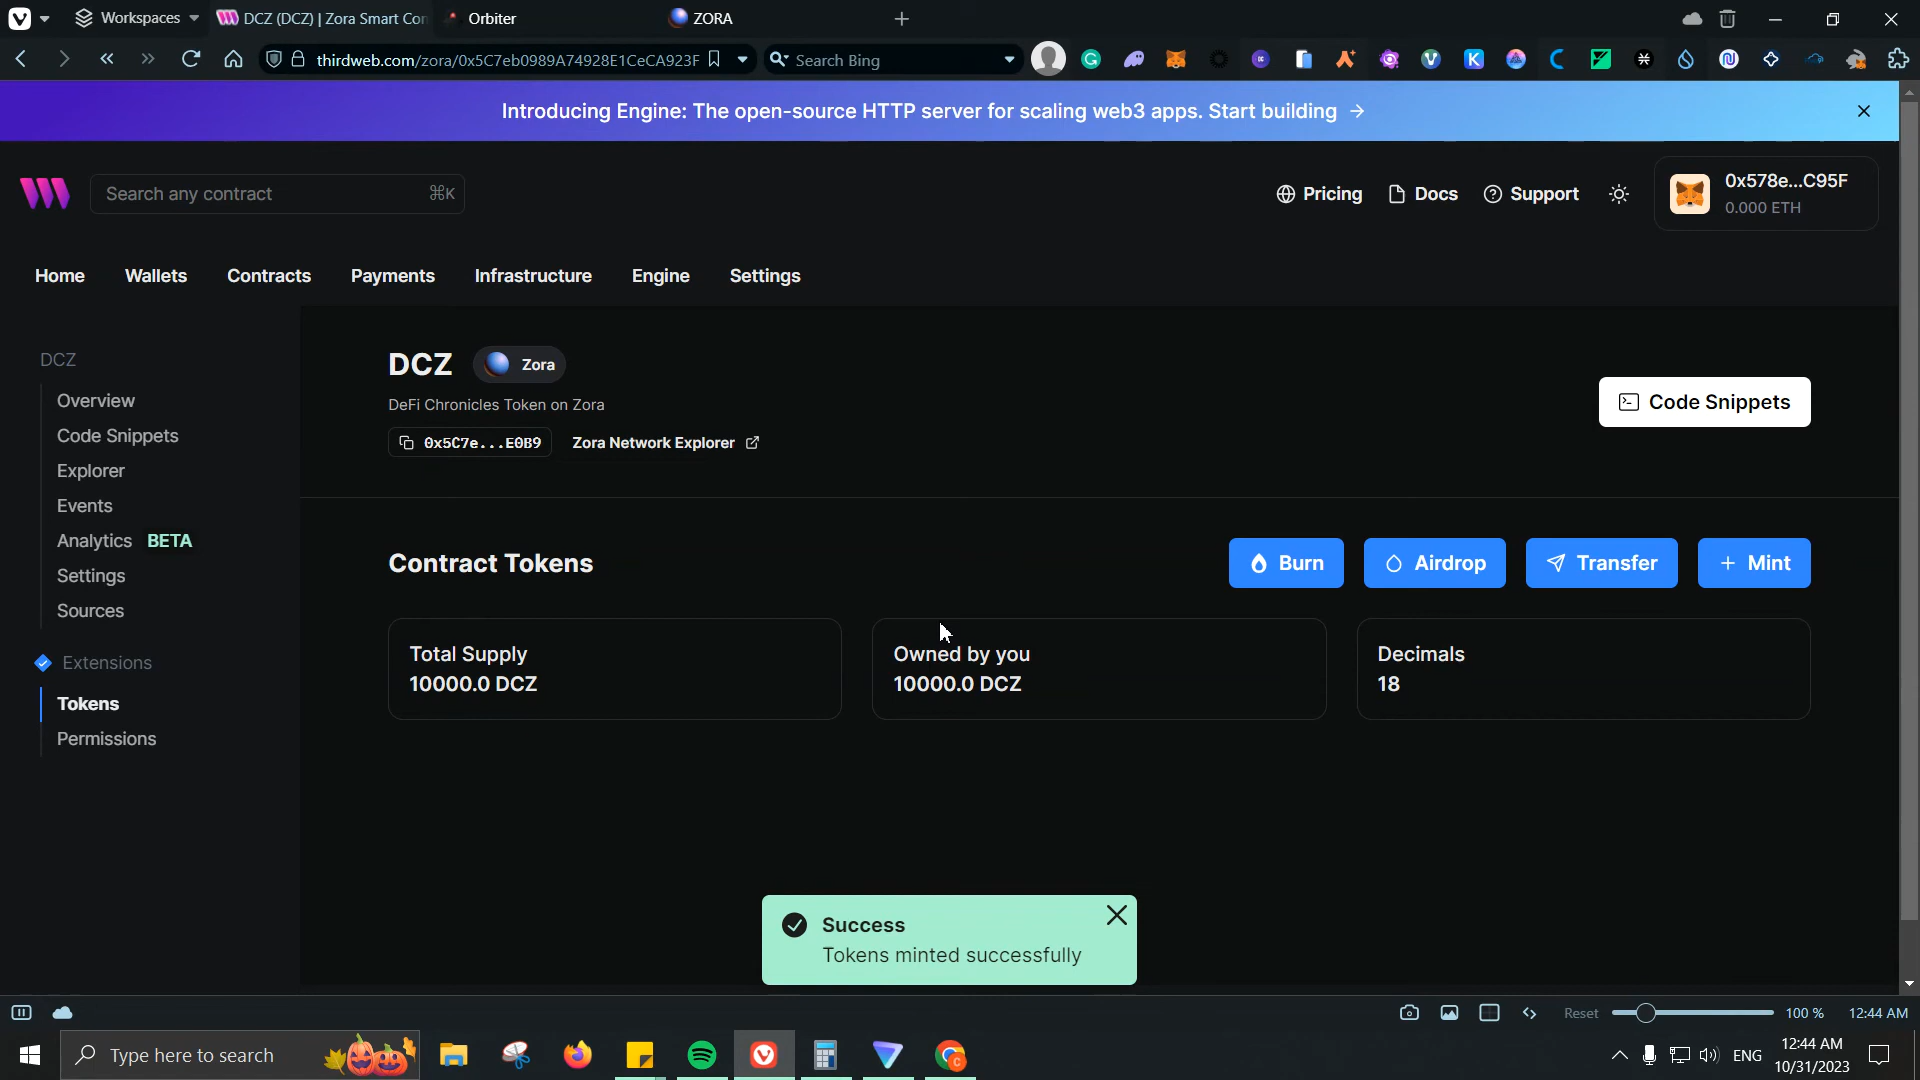 Workspaces
DCZ (DCZ) | Zora Smart Con
Orbiter
ZORA
thirdweb.com/zora/0x5C7eb0989A74928E1CeCA923F
Search Bing
Introducing Engine: The open-source HTTP server for scaling web3 apps. Start building →
Search any contract
⌘K
Pricing
Docs
Support
0x578e...C95F
0.000 ETH
Home
Wallets
Contracts
Payments
Infrastructure
Engine
Settings
DCZ
Overview
Code Snippets
Explorer
Events
Analytics BETA
Settings
Sources
Extensions
Tokens
Permissions
DCZ
Zora
DeFi Chronicles Token on Zora
0x5C7e...E0B9
Zora Network Explorer
Code Snippets
Contract Tokens
Burn
Airdrop
Transfer
+ Mint
Total Supply
10000.0 DCZ
Owned by you
10000.0 DCZ
Decimals
18
Success
Tokens minted successfully
Reset
100 %
12:44 AM
Type here to search
ENG
12:44 AM
10/31/2023